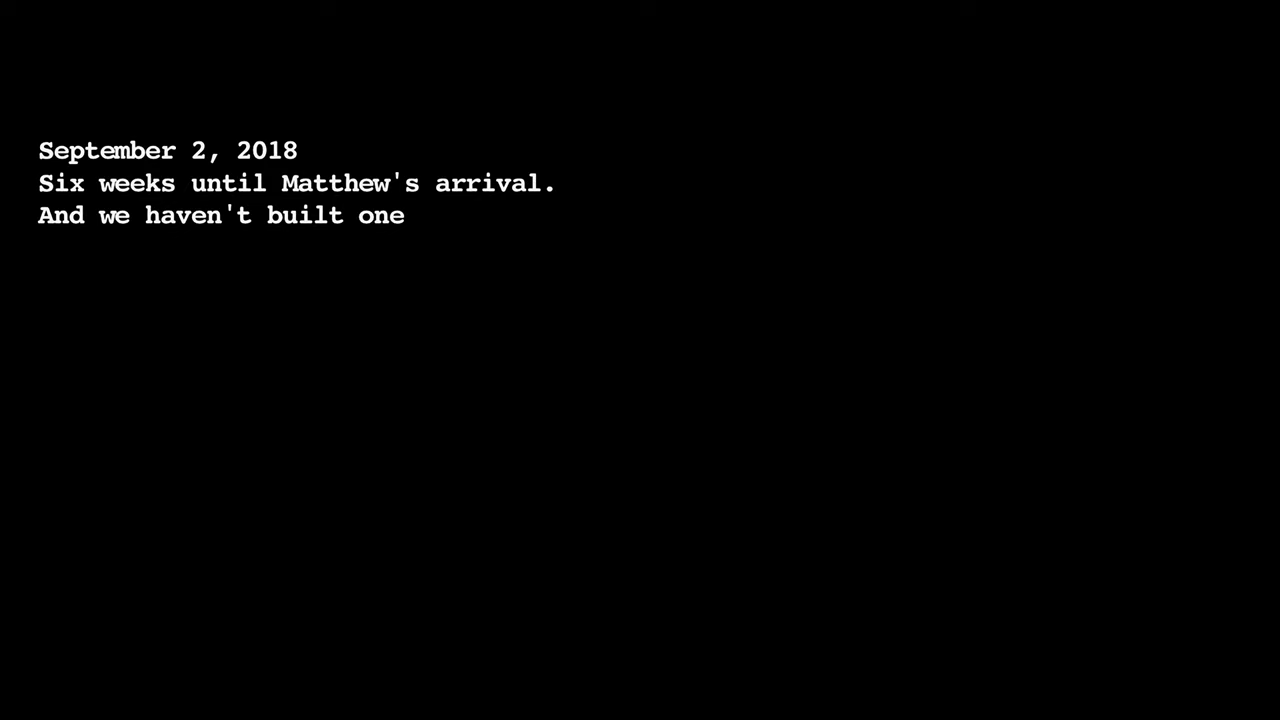 September 2, 2018
Six weeks until Matthew's arrival.
And we haven't built one